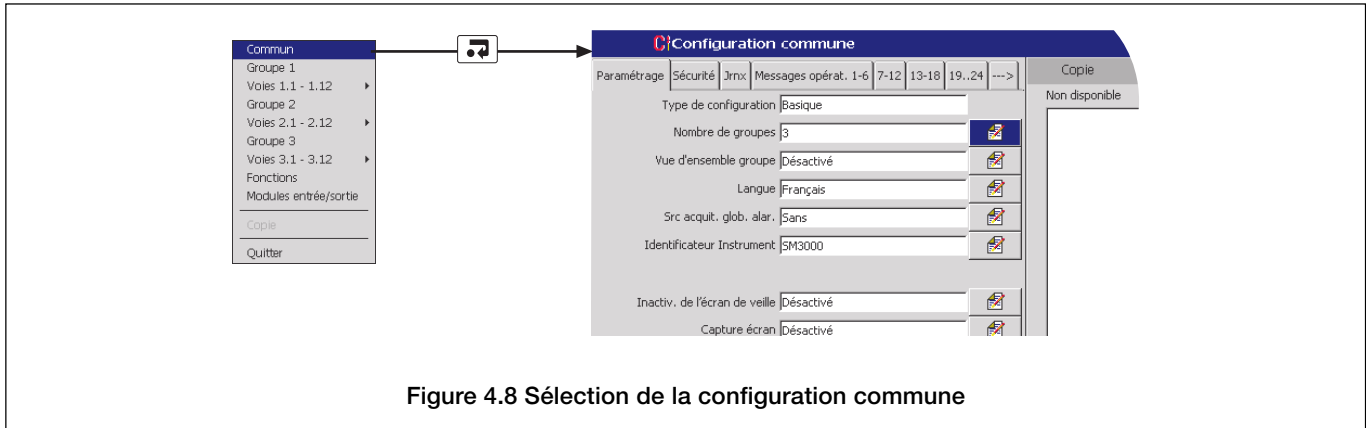 Commun
Groupe 1
Voies 1.1 - 1.12
Groupe 2
Voies 2.1 - 2.12
Groupe 3
Voies 3.1 - 3.12
Fonctions
Modules entrée/sortie
Copie
Quitter
Configuration commune
Paramétrage Sécurité Jrnx Messages opérat. 1-6 7-12 13-18 19..24 --->
Type de configuration Basique
Nombre de groupes 3
Vue d'ensemble groupe Désactivé
Langue Français
Src acquit. glob. alar. Sans
Identificateur Instrument SM3000
Inactiv. de l'écran de veille Désactivé
Capture écran Désactivé
Copie
Non disponible
Figure 4.8 Sélection de la configuration commune